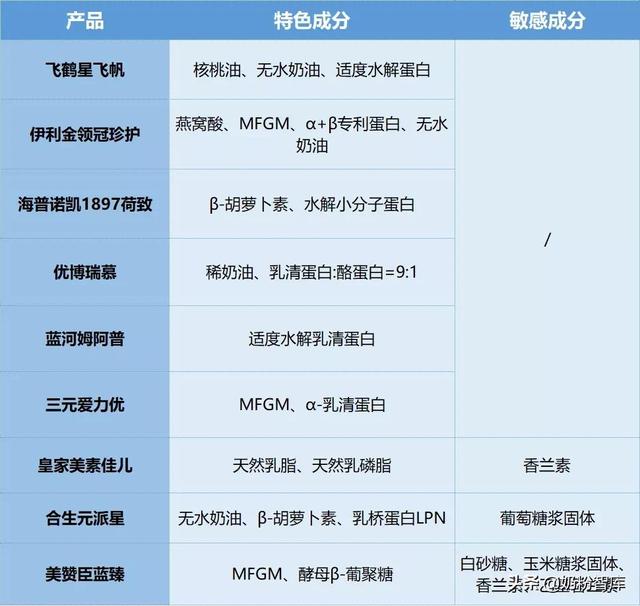 产品 特色成分 敏感成分
飞鹤星飞帆 核桃油、无水奶油、适度水解蛋白
伊利金领冠珍护 燕窝酸、MFGM、α+β专利蛋白、无水
奶油
海普诺凯1897荷致 β-胡萝卜素、水解小分子蛋白
/
优博瑞慕 稀奶油、乳清蛋白:酪蛋白=9:1
蓝河姆阿普 适度水解乳清蛋白
三元爱力优 MFGM、α-乳清蛋白
皇家美素佳儿 天然乳脂、天然乳磷脂 香兰素
合生元派星 无水奶油、β-胡萝卜素、乳桥蛋白LPN 葡萄糖浆固体
美赞臣蓝臻 MFGM、酵母β-葡聚糖 白砂糖、玉米糖浆固体、
香兰素、
头条@奶粉智库